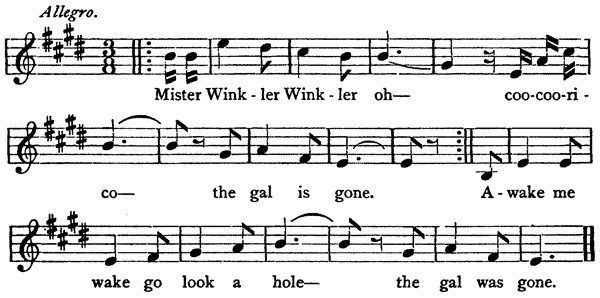 Allegro.
3
8
Mister Wink - ler Wink - ler oh— coo-coo-ri -
co— the gal is gone. A - wake me
wake go look a hole— the gal was gone.